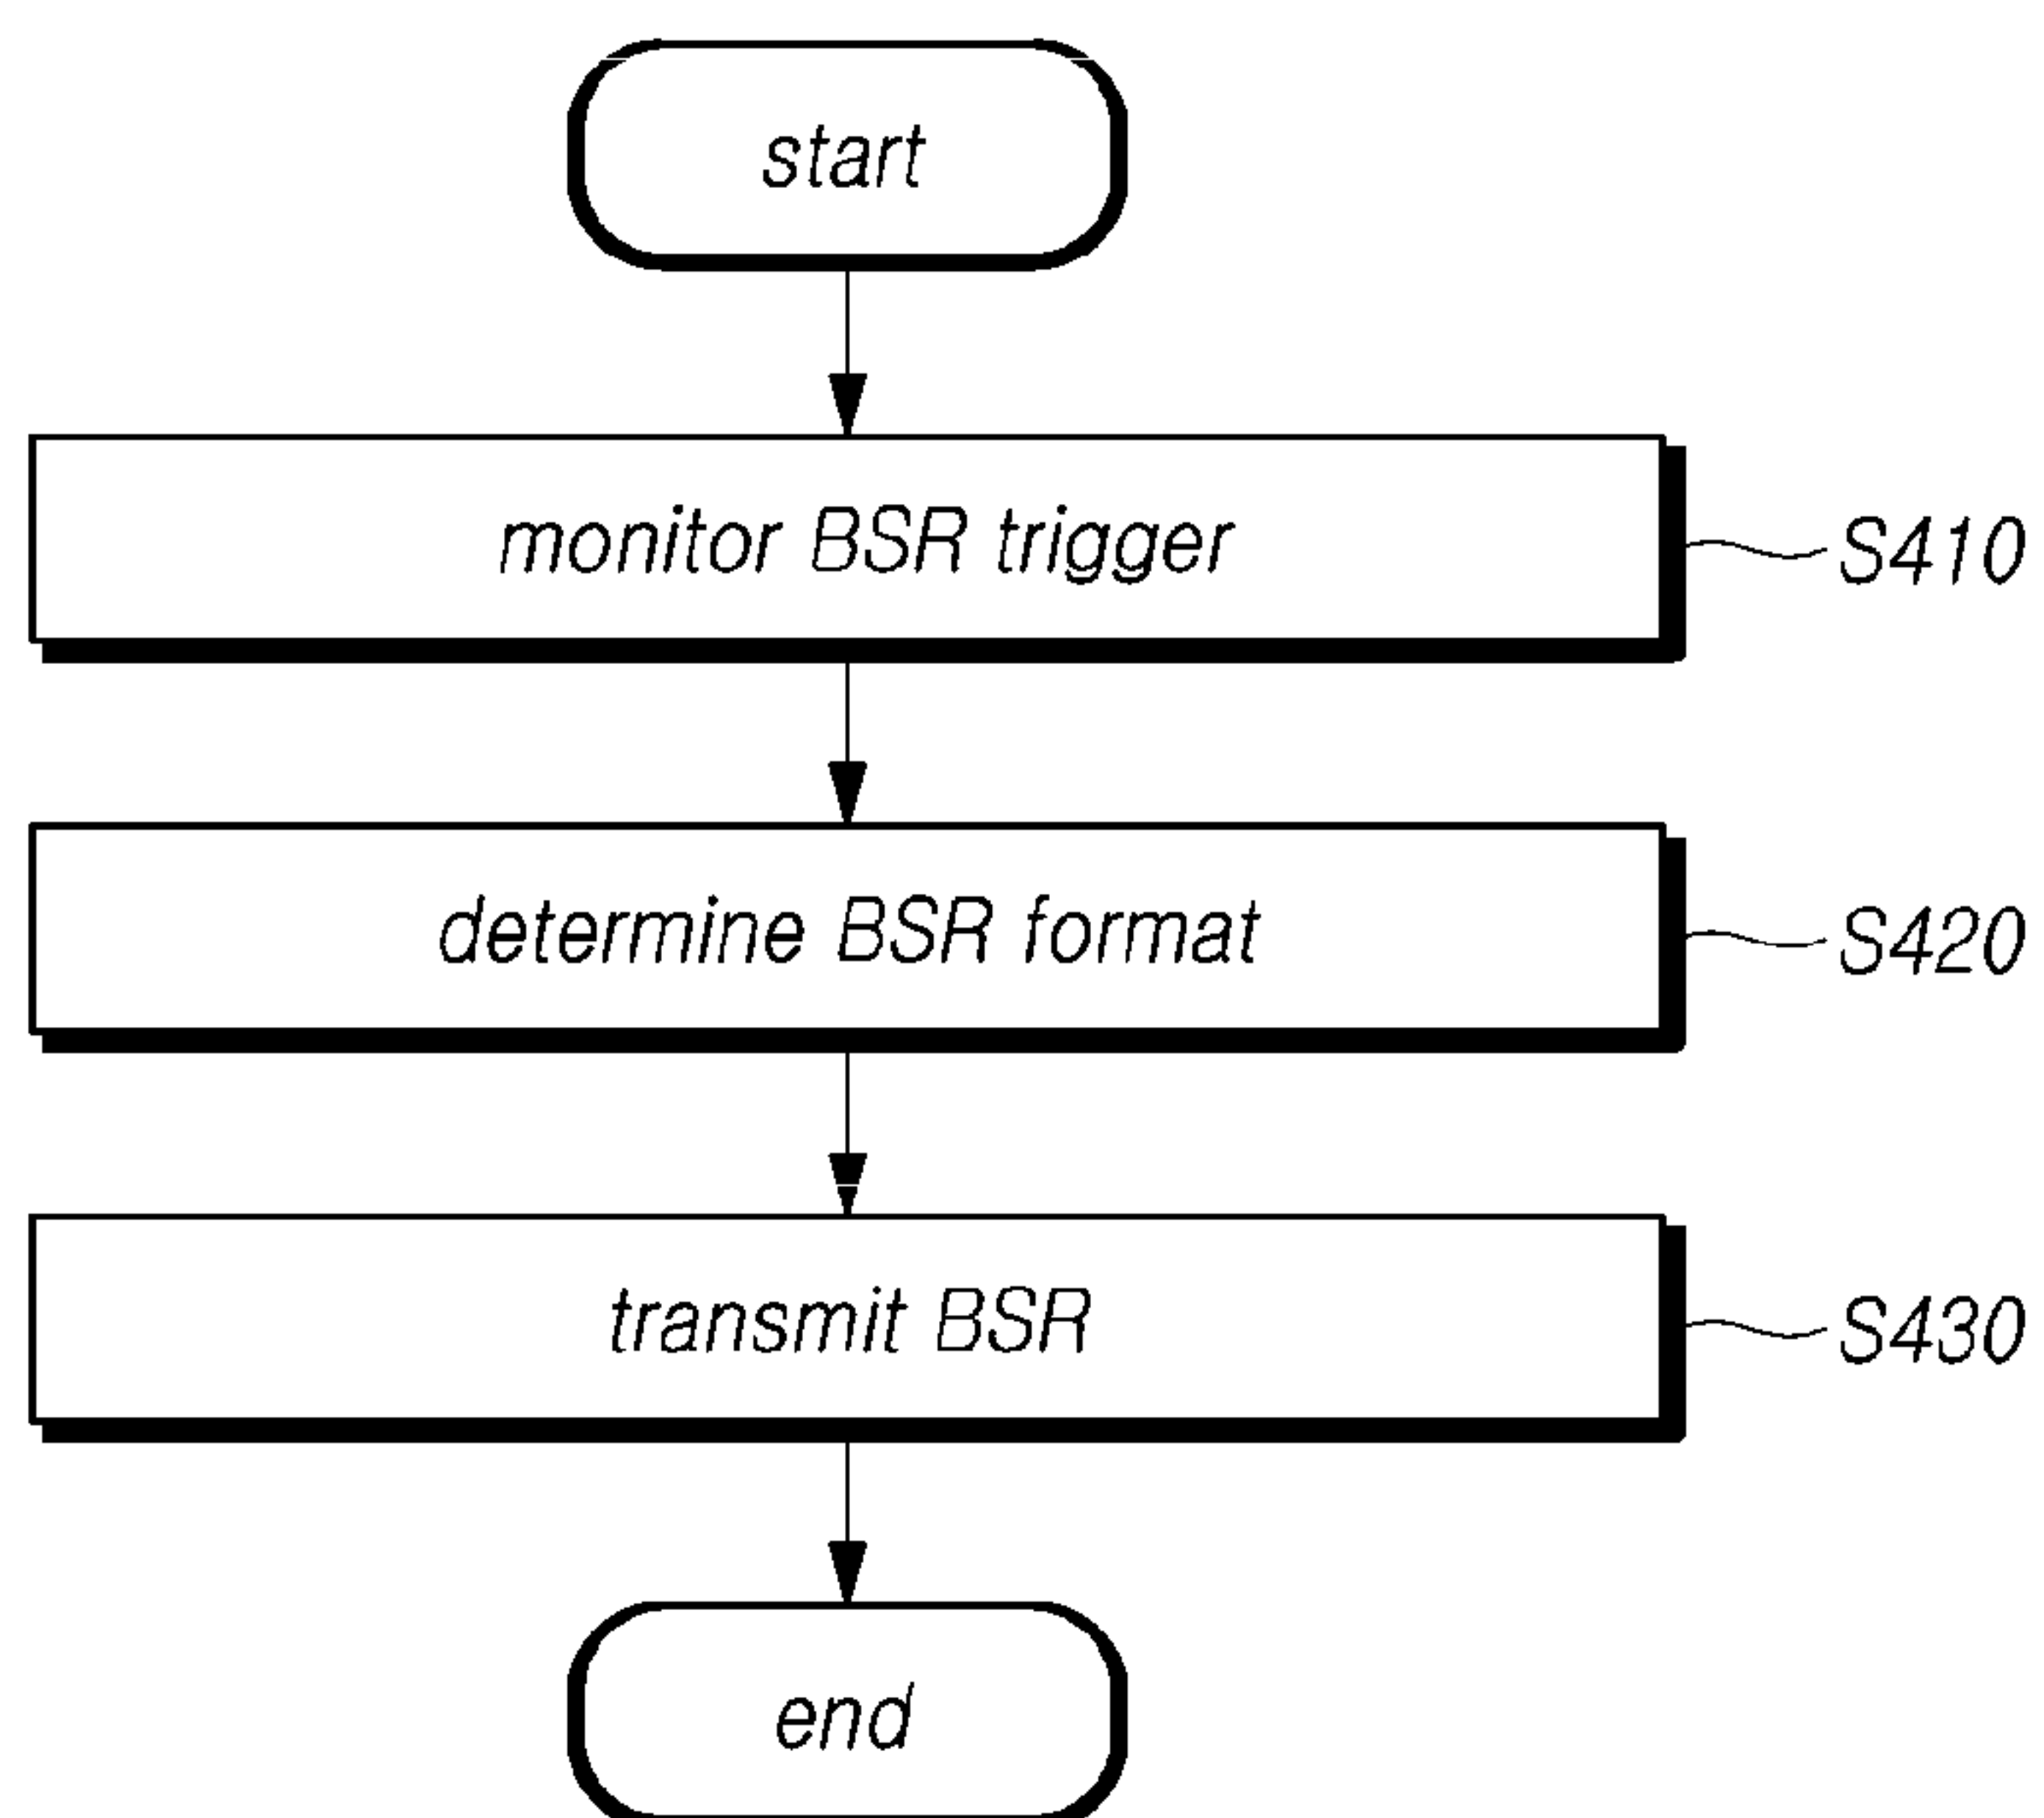 start
monitor BSR trigger
S410
determine BSR format
S420
transmit BSR
S430
end